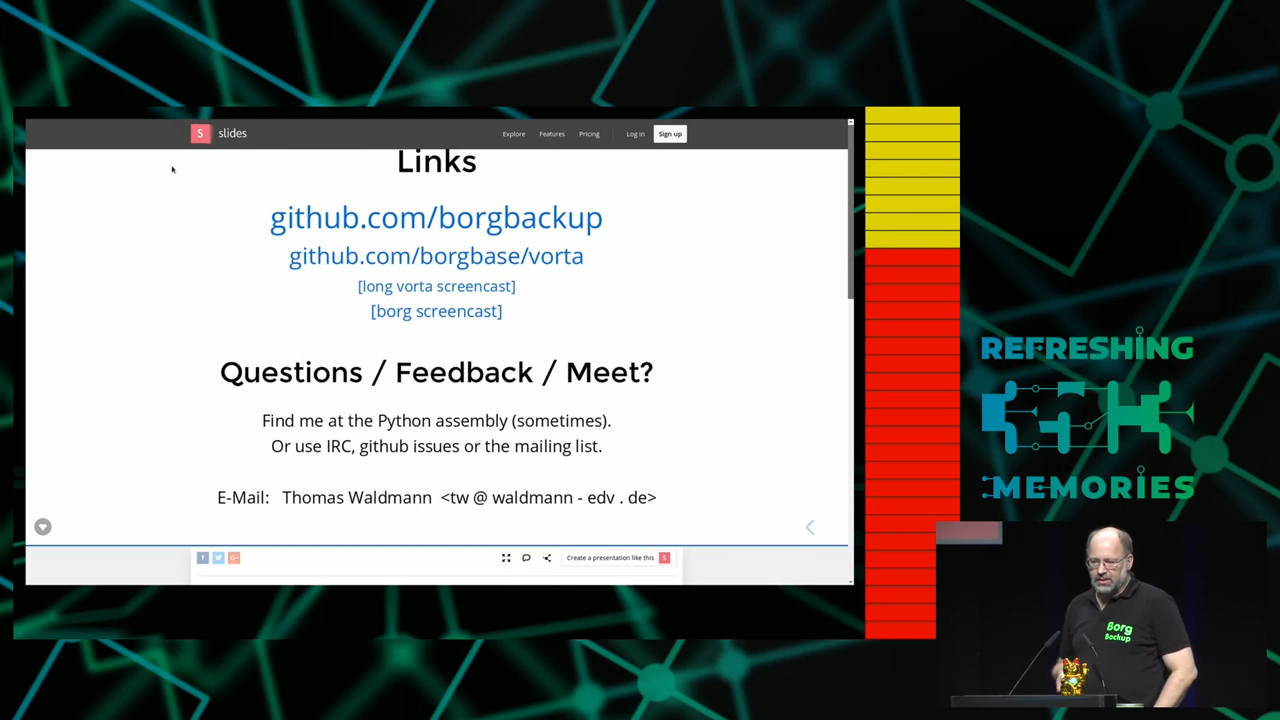 S slides
Explore Features Pricing Log in Sign up
Links
github.com/borgbackup
github.com/borgbase/vorta
[long vorta screencast]
[borg screencast]
Questions / Feedback / Meet?
Find me at the Python assembly (sometimes).
Or use IRC, github issues or the mailing list.
E-Mail: Thomas Waldmann <tw @ waldmann - edv . de>
Create a presentation like this S
REFRESHING
MEMORIES
Borg
Backup